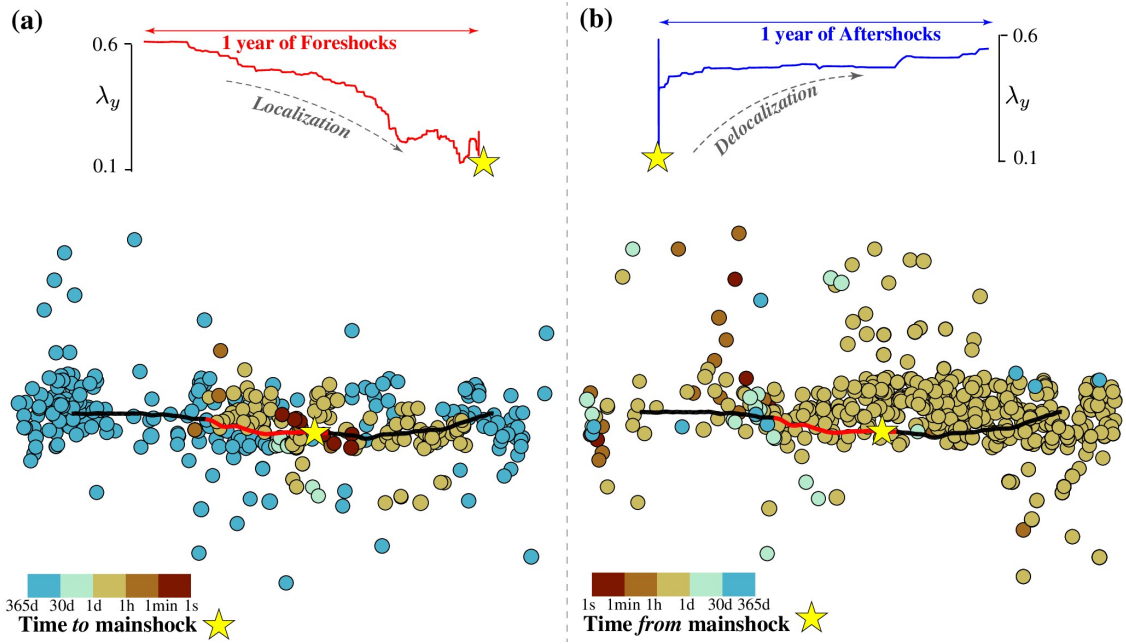 (a)
1 year of Foreshocks
0.6
λy
0.1
Localization
365d 30d 1d 1h 1min 1s
Time to mainshock
(b)
1 year of Aftershocks
0.6
λy
0.1
Delocalization
1s 1min 1h 1d 30d 365d
Time from mainshock